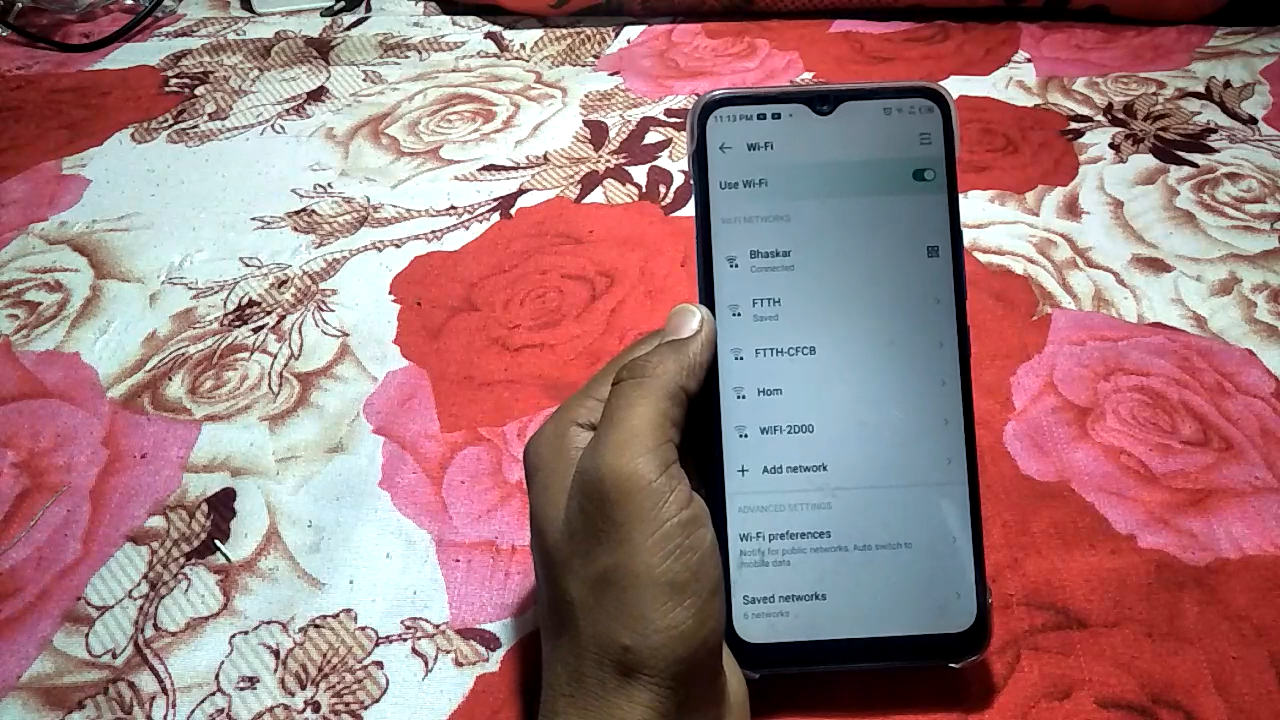 11:13 PM
Wi-Fi
Use Wi-Fi
WI-FI NETWORKS
Bhaskar
Connected
FTTH
Saved
FTTH-CFCB
Hom
WIFI-2D00
+ Add network
ADVANCED SETTINGS
Wi-Fi preferences
Notify for public networks, Auto switch to
mobile data
Saved networks
6 networks